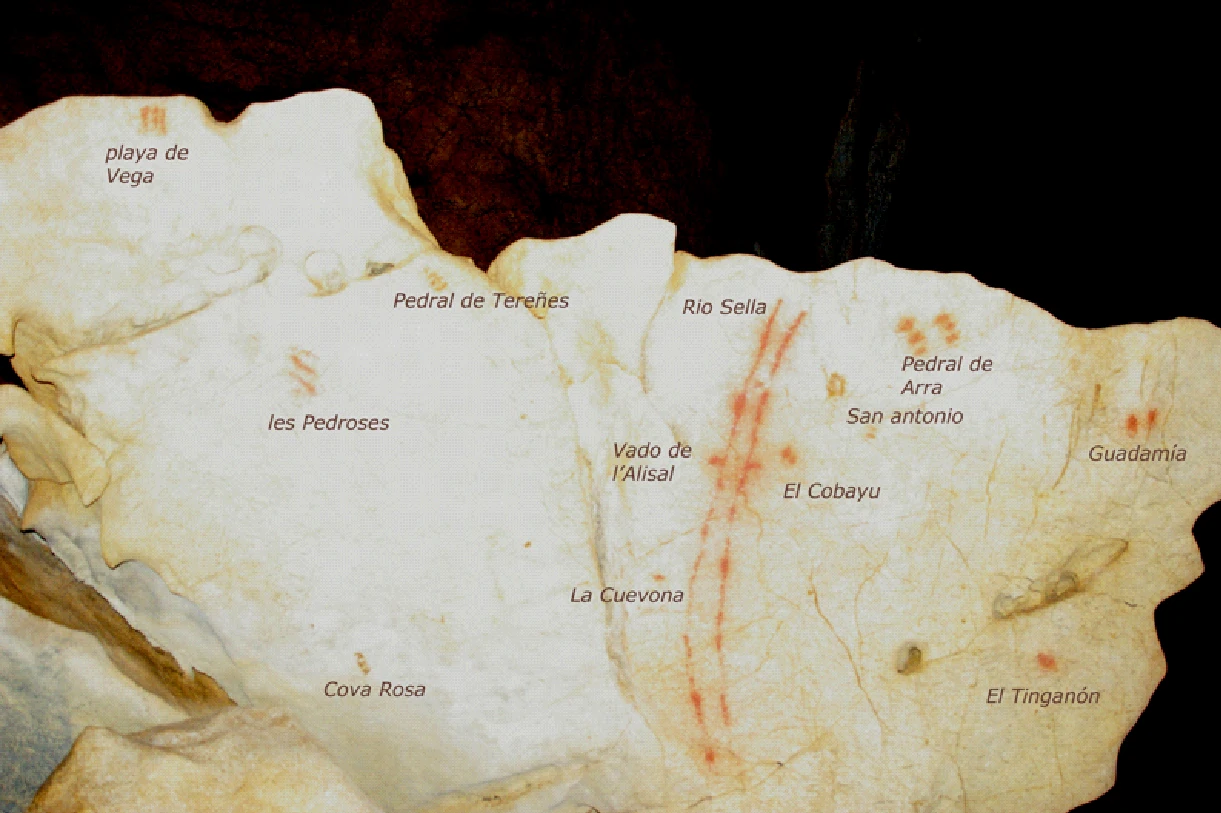 playa de
Vega
Pedral de Tereñes
Rio Sella
Pedral de
Arra
San antonio
les Pedroses
Vado de
l'Alisal
Guadamía
El Cobayu
La Cuevona
Cova Rosa
El Tinganón